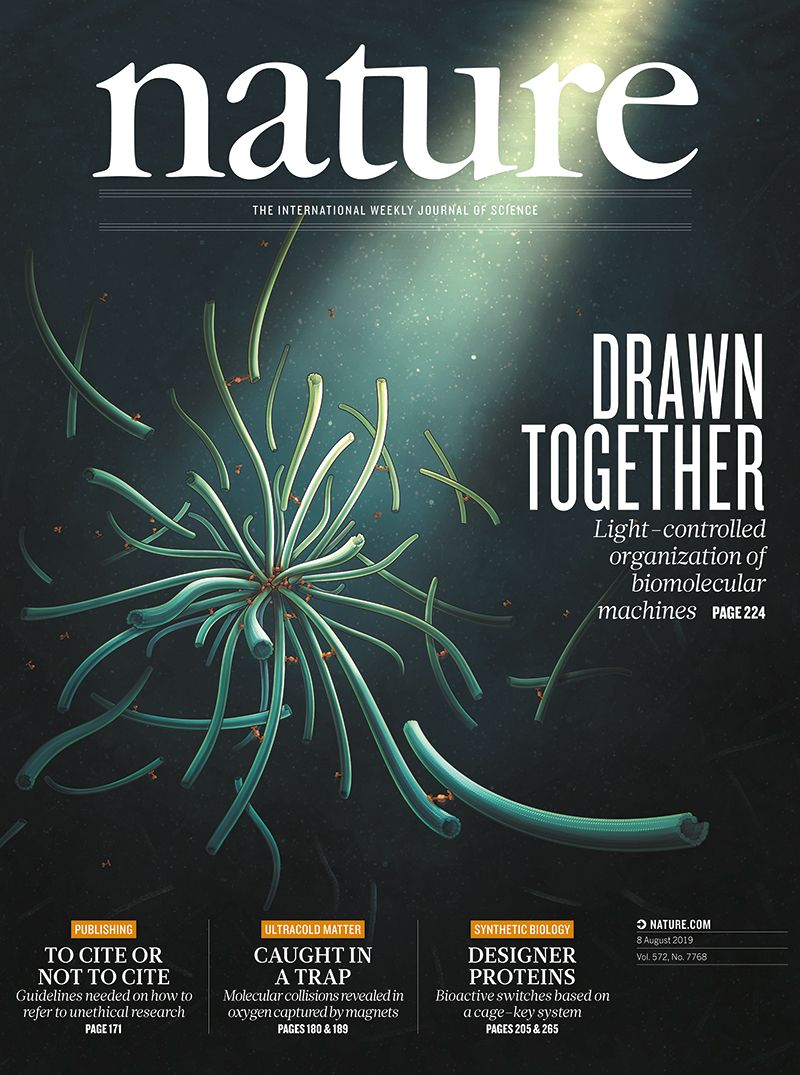 nature
THE INTERNATIONAL WEEKLY JOURNAL OF SCIENCE
DRAWN
TOGETHER
Light-controlled
organization of
biomolecular
machines PAGE 224
PUBLISHING
TO CITE OR
NOT TO CITE
Guidelines needed on how to
refer to unethical research
PAGE 171
ULTRACOLD MATTER
CAUGHT IN
A TRAP
Molecular collisions revealed in
oxygen captured by magnets
PAGES 180 & 189
SYNTHETIC BIOLOGY
DESIGNER
PROTEINS
Bioactive switches based on
a cage-key system
PAGES 205 & 265
NATURE.COM
8 August 2019
Vol. 572, No. 7768